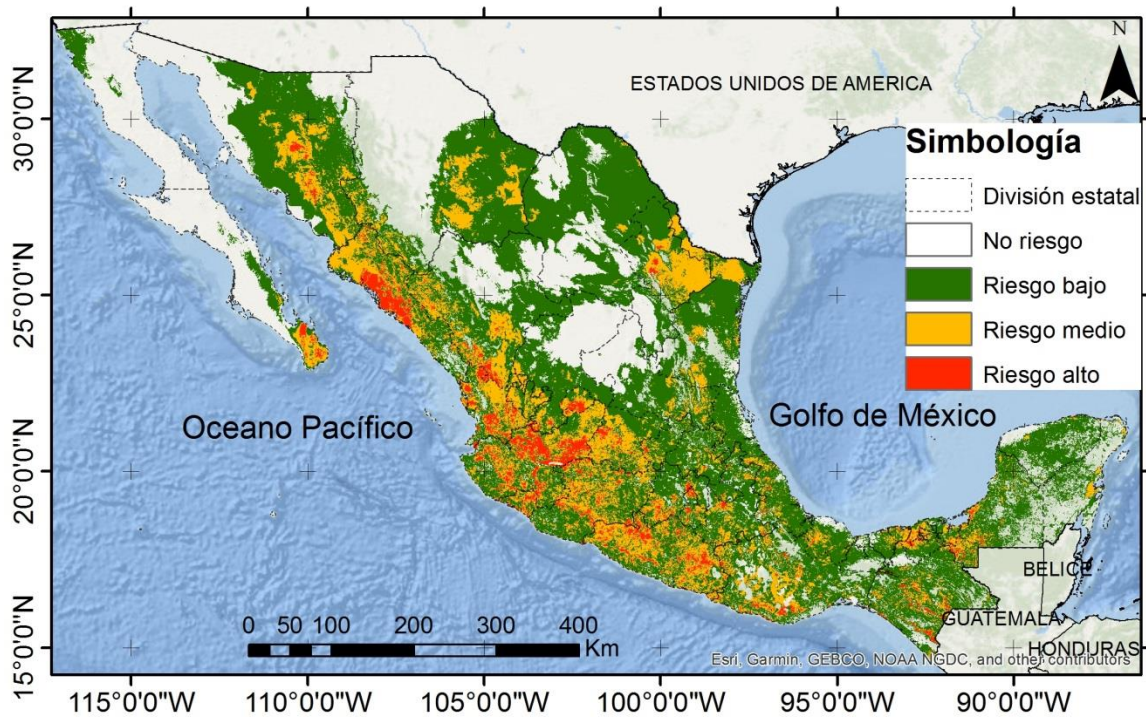 N
ESTADOS UNIDOS DE AMERICA
Simbología
División estatal
No riesgo
Riesgo bajo
Riesgo medio
Riesgo alto
30°0'0"N
25°0'0"N
20°0'0"N
15°0'0"N
Oceano Pacífico
Golfo de México
BELICE
GUATEMALA
HONDURAS
0 50 100 200 300 400
Km
Esri, Garmin, GEBCO, NOAA NGDC, and other contributors
115°0'0"W 110°0'0"W 105°0'0"W 100°0'0"W 95°0'0"W 90°0'0"W